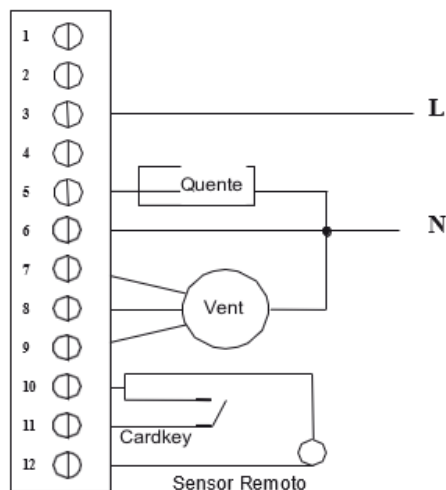 1
2
3 L
4
5 Quente
6 N
7
8 Vent
9
10
11
Cardkey
12
Sensor Remoto